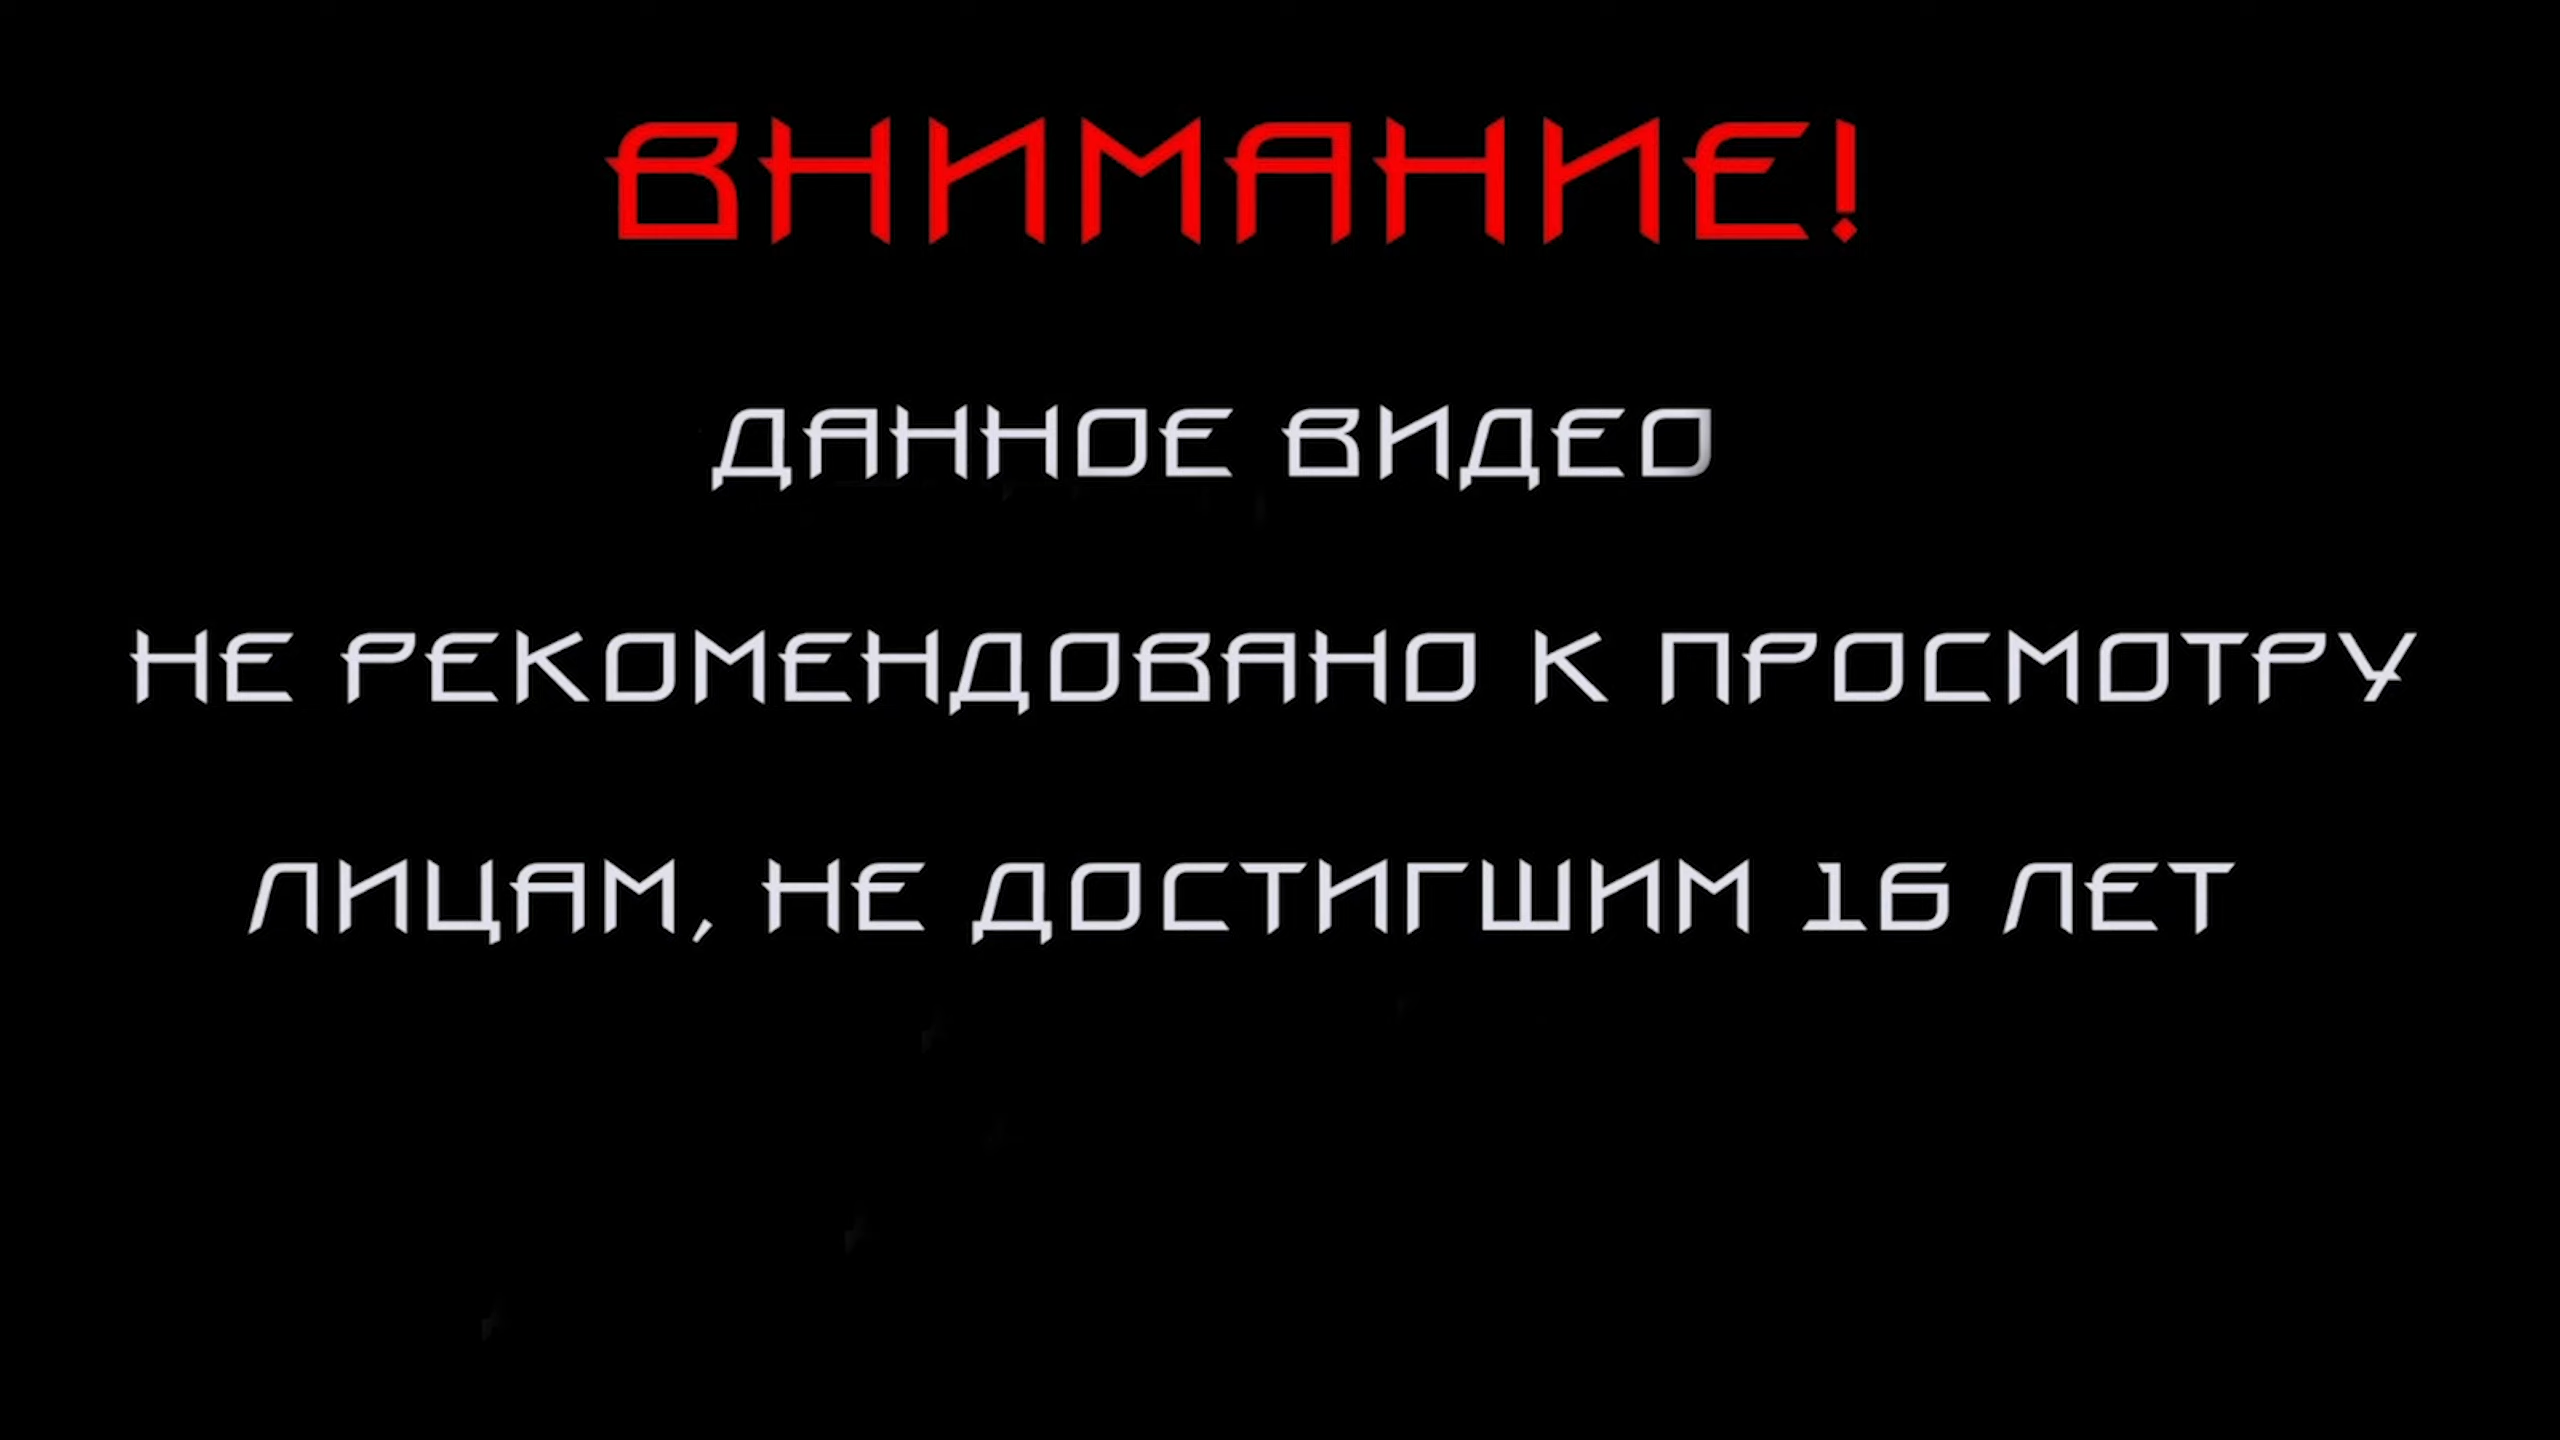 ВНИМАНИЕ!
ДАННОЕ ВИДЕО
НЕ РЕКОМЕНДОВАНО К ПРОСМОТРУ
ЛИЦАМ, НЕ ДОСТИГШИМ 16 ЛЕТ